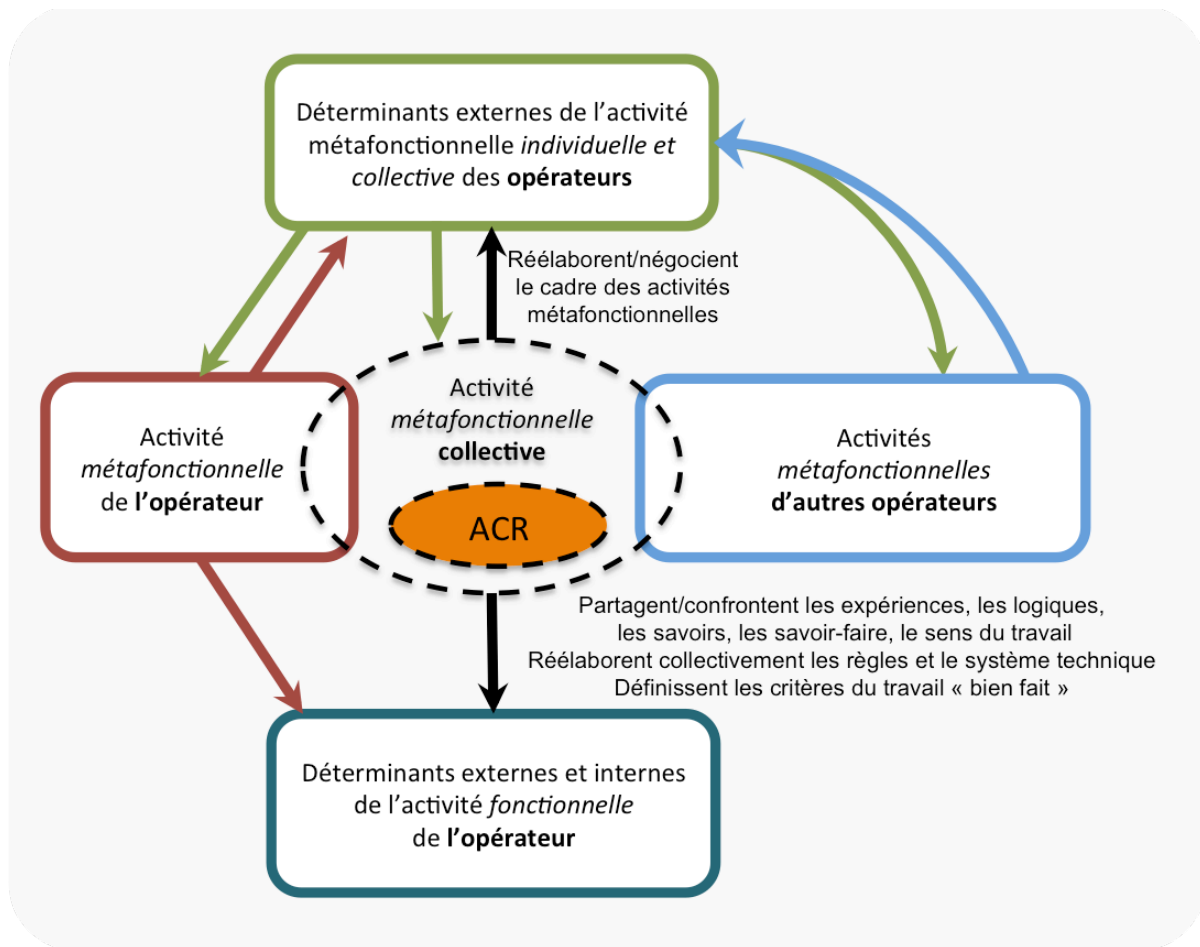 Déterminants externes de l’activité
métafonctionnelle individuelle et
collective des opérateurs
Réélaborent/négocient
le cadre des activités
métafonctionnelles
Activité
métafonctionnelle
de l’opérateur
Activité
métafonctionnelle
collective
ACR
Activités
métafonctionnelles
d’autres opérateurs
Partagent/confrontent les expériences, les logiques,
les savoirs, les savoir-faire, le sens du travail
Réélaborent collectivement les règles et le système technique
Définissent les critères du travail « bien fait »
Déterminants externes et internes
de l’activité fonctionnelle
de l’opérateur